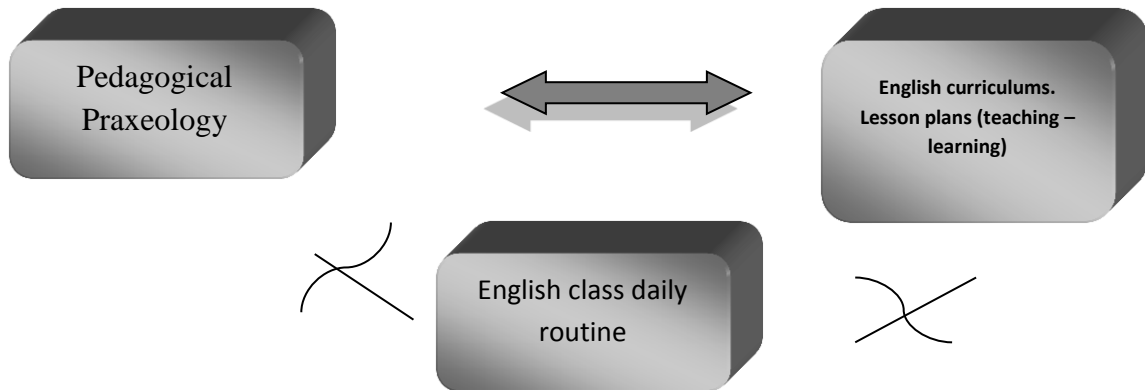 Pedagogical
Praxeology
English curriculums.
Lesson plans (teaching –
learning)
English class daily
routine